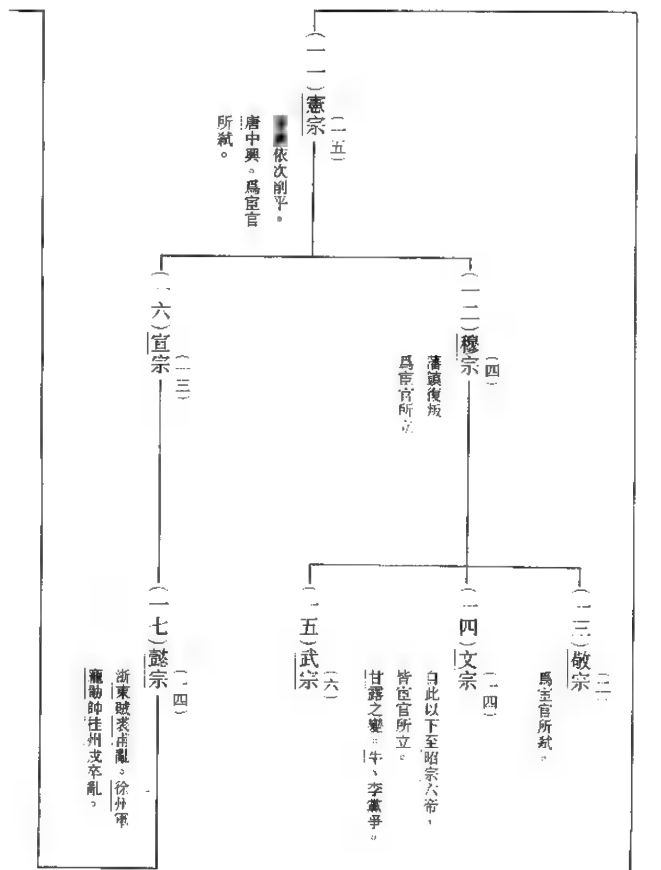 (一一)憲宗
(一五)
依次削平。
唐中興。爲宦官
所弒。
(一二)穆宗
(四)
藩鎮復叛
爲宦官所立
(一六)宣宗
(一三)
(一三)敬宗
(二)
爲宦官所弒。
(一四)文宗
(一四)
自此以下至昭宗六帝,
皆宦官所立。
甘露之變。牛、李黨爭。
(一五)武宗
(六)
(一七)懿宗
(一四)
浙東賊裘甫亂。徐州軍
龐勛帥桂州戍卒亂。